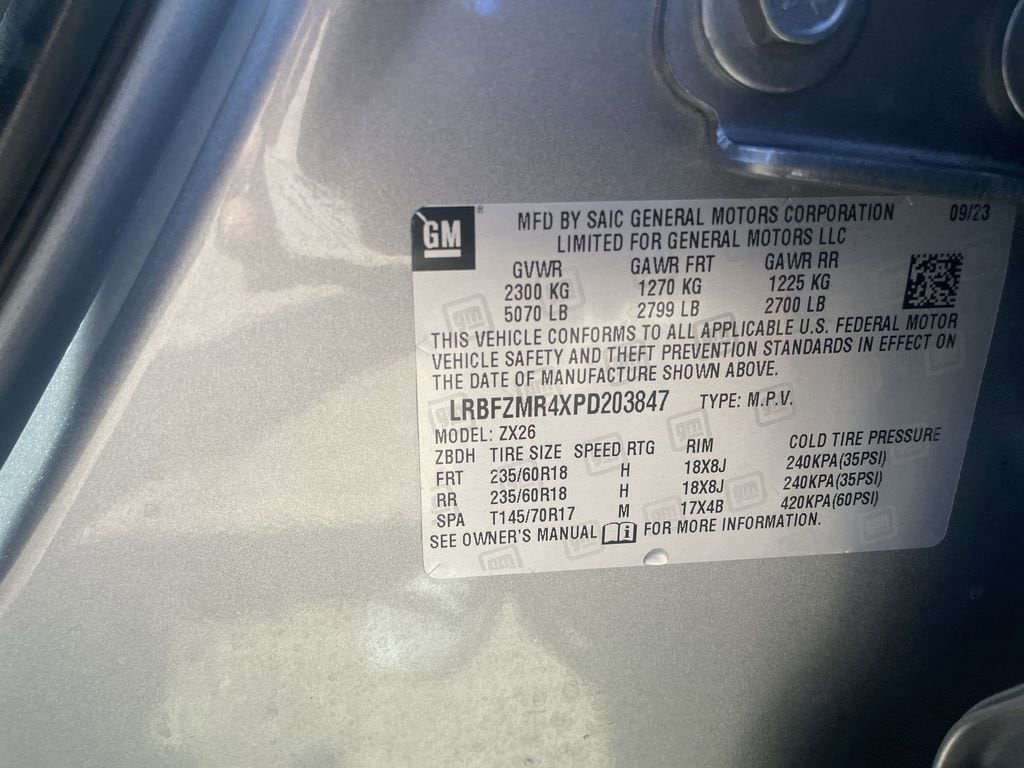 GM
MFD BY SAIC GENERAL MOTORS CORPORATION 09/23
LIMITED FOR GENERAL MOTORS LLC
GVWR GAWR FRT GAWR RR
2300 KG 1270 KG 1225 KG
5070 LB 2799 LB 2700 LB
THIS VEHICLE CONFORMS TO ALL APPLICABLE U.S. FEDERAL MOTOR
VEHICLE SAFETY AND THEFT PREVENTION STANDARDS IN EFFECT ON
THE DATE OF MANUFACTURE SHOWN ABOVE.
LRBFZMR4XPD203847 TYPE: M.P.V.
MODEL: ZX26
ZBDH TIRE SIZE SPEED RTG RIM COLD TIRE PRESSURE
FRT 235/60R18 H 18X8J 240KPA(35PSI)
RR 235/60R18 H 18X8J 240KPA(35PSI)
SPA T145/70R17 M 17X4B 420KPA(60PSI)
SEE OWNER'S MANUAL FOR MORE INFORMATION.